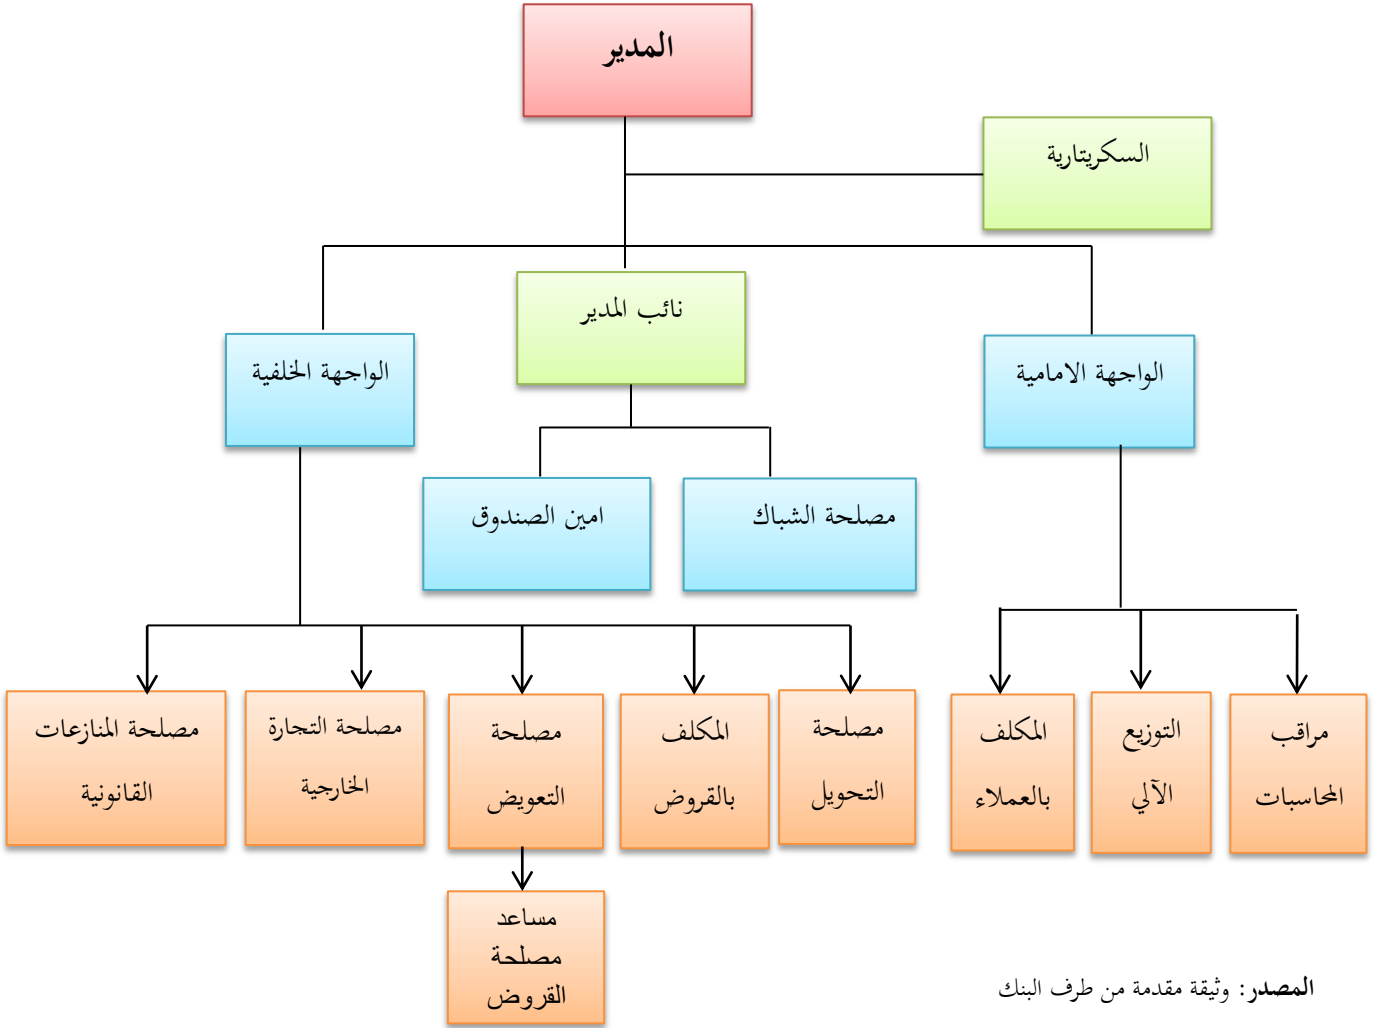 المدير
السكريتارية
نائب المدير
الواجهة الامامية
الواجهة الخلفية
مصلحة الشباك
امين الصندوق
مراقب
المحاسبات
التوزيع
الآلي
المكلف
بالعملاء
مصلحة
التحويل
المكلف
بالقروض
مصلحة
التعويض
مصلحة التجارة
الخارجية
مصلحة المنازعات
القانونية
مساعد
مصلحة
القروض
المصدر: وثيقة مقدمة من طرف البنك